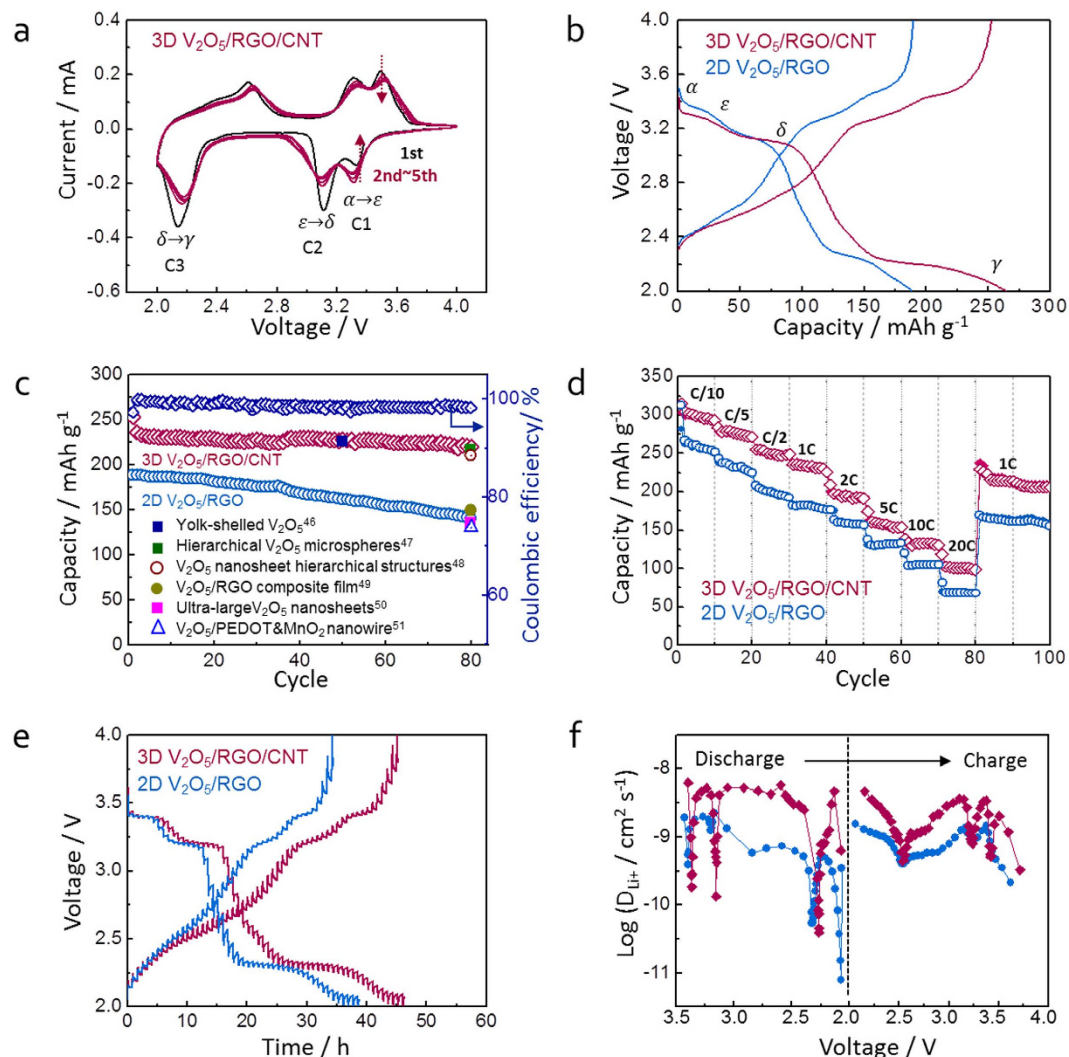 a
3D V₂O₅/RGO/CNT
Current / mA
0.4
0.2
0.0
-0.2
-0.4
-0.6
1st
2nd~5th
α→ε
C1
ε→δ
C2
δ→γ
C3
2.0 2.4 2.8 3.2 3.6 4.0
Voltage / V
b
3D V₂O₅/RGO/CNT
2D V₂O₅/RGO
Voltage / V
4.0
3.6
3.2
2.8
2.4
2.0
α
ε
δ
γ
0 50 100 150 200 250 300
Capacity / mAh g⁻¹
c
Capacity / mAh g⁻¹
300
250
200
150
100
50
0
3D V₂O₅/RGO/CNT
2D V₂O₅/RGO
Yolk-shelled V₂O₅⁴⁶
Hierarchical V₂O₅ microspheres⁴⁷
V₂O₅ nanosheet hierarchical structures⁴⁸
V₂O₅/RGO composite film⁴⁹
Ultra-largeV₂O₅ nanosheets⁵⁰
V₂O₅/PEDOT&MnO₂ nanowire⁵¹
100
80
60
Coulombic efficiency/ %
0 20 40 60 80
Cycle
d
Capacity / mAh g⁻¹
350
300
250
200
150
100
50
0
C/10
C/5
C/2
1C
2C
5C
10C
20C
1C
3D V₂O₅/RGO/CNT
2D V₂O₅/RGO
0 20 40 60 80 100
Cycle
e
3D V₂O₅/RGO/CNT
2D V₂O₅/RGO
Voltage / V
4.0
3.5
3.0
2.5
2.0
0 10 20 30 40 50 60
Time / h
f
Discharge
Charge
Log (D_Li+ / cm² s⁻¹)
-8
-9
-10
-11
3.5 3.0 2.5 2.0 2.5 3.0 3.5 4.0
Voltage / V